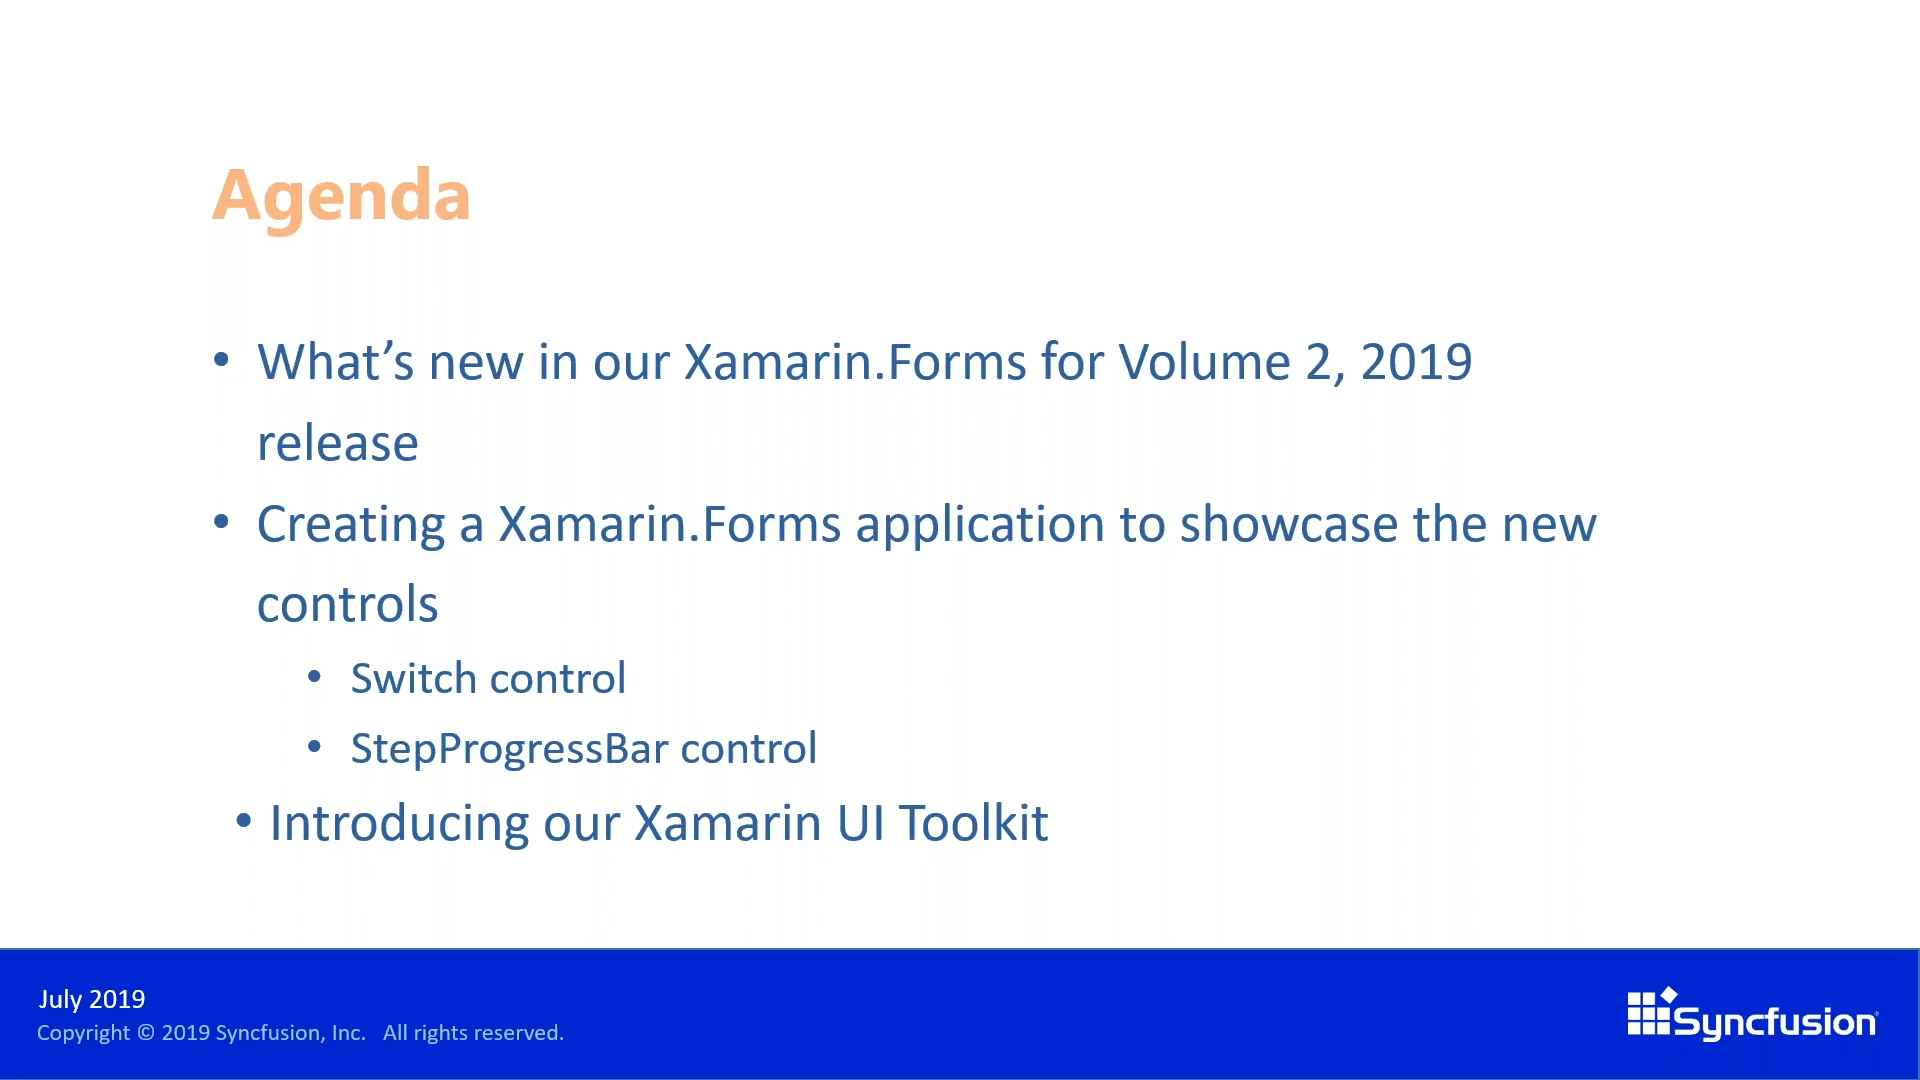 Agenda
• What’s new in our Xamarin.Forms for Volume 2, 2019
release
• Creating a Xamarin.Forms application to showcase the new
controls
• Switch control
• StepProgressBar control
• Introducing our Xamarin UI Toolkit
July 2019
Copyright © 2019 Syncfusion, Inc.   All rights reserved.
Syncfusion